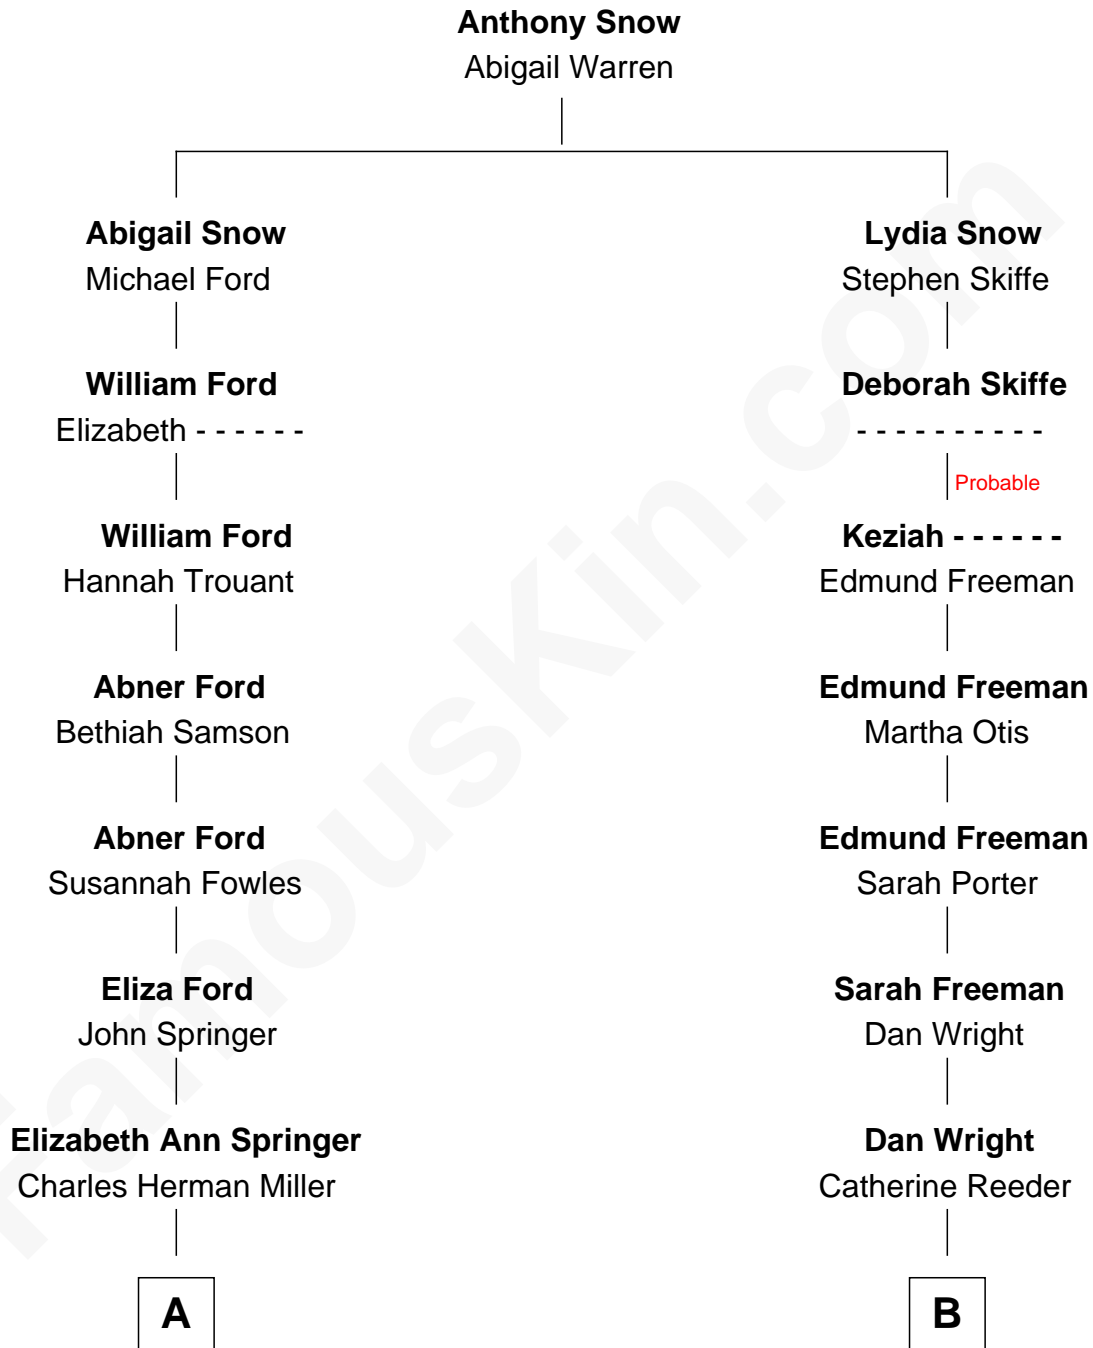 Anthony Snow
Abigail Warren
Abigail Snow
Michael Ford
Lydia Snow
Stephen Skiffe
William Ford
Elizabeth - - - - - -
Deborah Skiffe
- - - - - - - - - -
Probable
William Ford
Hannah Trouant
Keziah - - - - - -
Edmund Freeman
Abner Ford
Bethiah Samson
Edmund Freeman
Martha Otis
Abner Ford
Susannah Fowles
Edmund Freeman
Sarah Porter
Eliza Ford
John Springer
Sarah Freeman
Dan Wright
Elizabeth Ann Springer
Charles Herman Miller
Dan Wright
Catherine Reeder
A
B
FamousKin.com